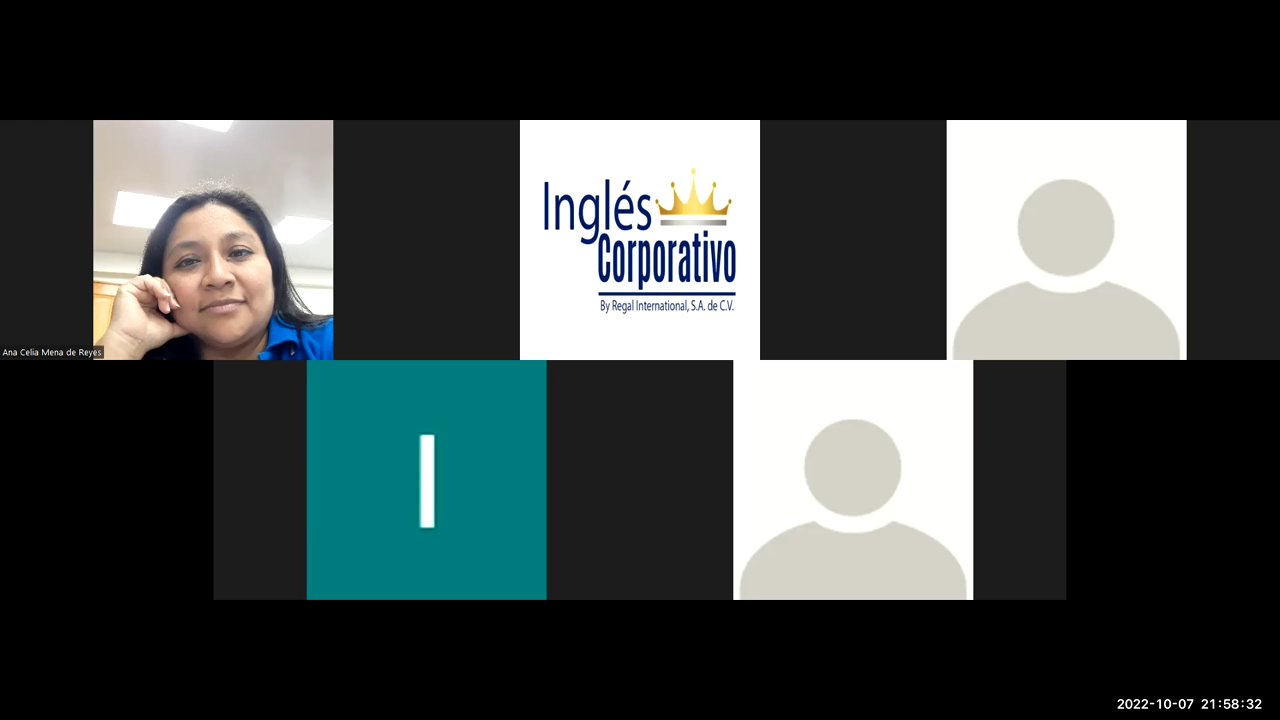 Inglés
Corporativo
By Regal International, S.A. de C.V.
Ana Celia Mena de Reyes
I
2022-10-07 21:58:32